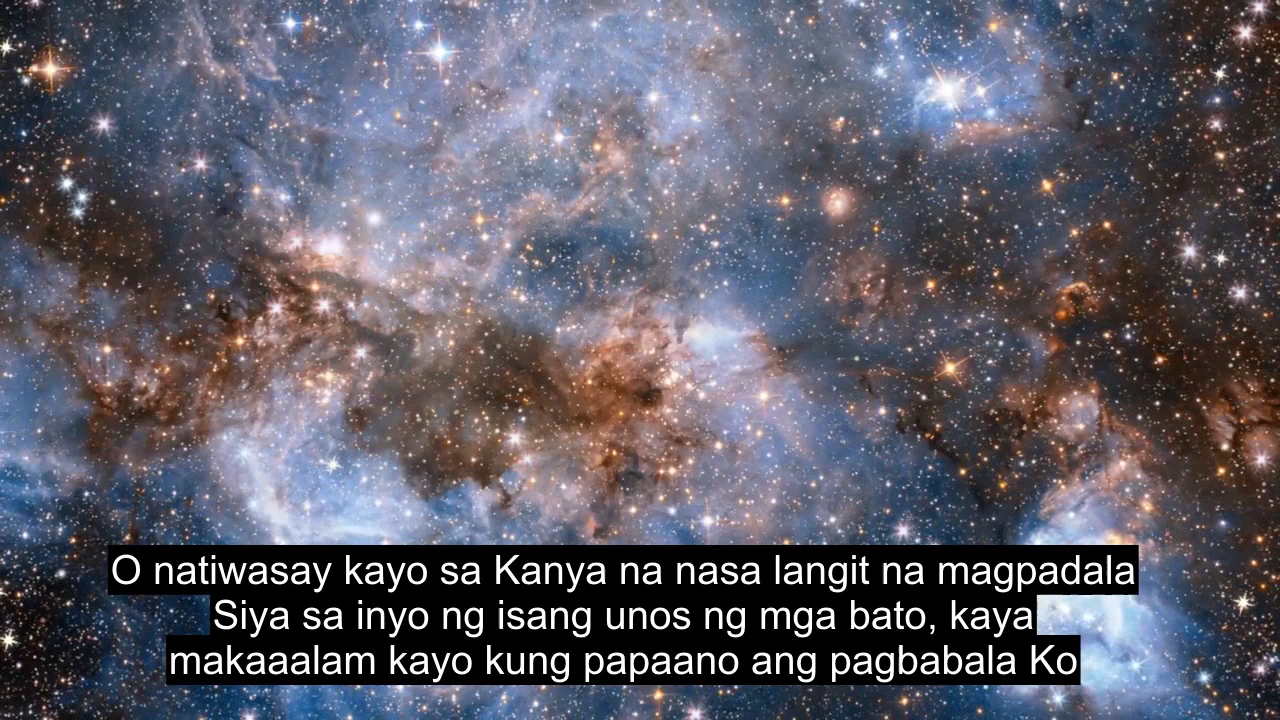 O natiwasay kayo sa Kanya na nasa langit na magpadala
Siya sa inyo ng isang unos ng mga bato, kaya
makaaalam kayo kung papaano ang pagbabala Ko